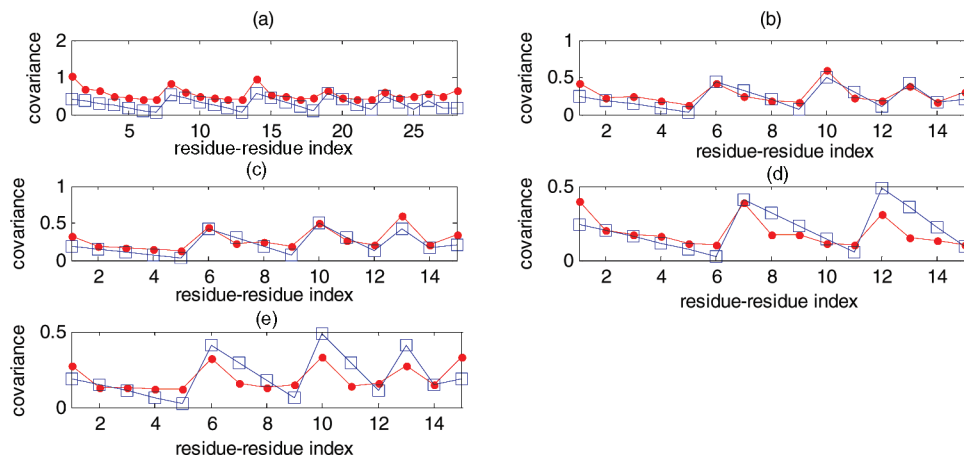 (a)
2
1
0
covariance
5 10 15 20 25
residue-residue index
(b)
1
0.5
0
covariance
2 4 6 8 10 12 14
residue-residue index
(c)
1
0.5
0
covariance
2 4 6 8 10 12 14
residue-residue index
(d)
0.5
0
covariance
2 4 6 8 10 12 14
residue-residue index
(e)
0.5
0
covariance
2 4 6 8 10 12 14
residue-residue index